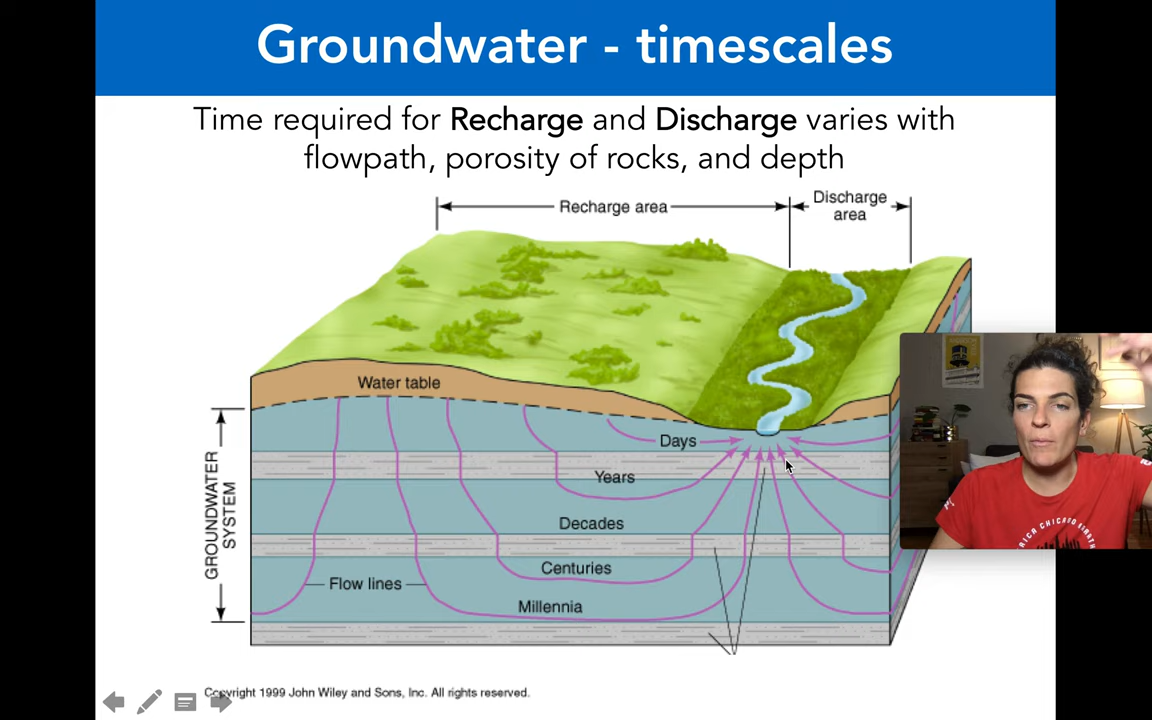 Groundwater - timescales
Time required for Recharge and Discharge varies with
flowpath, porosity of rocks, and depth
Recharge area
Discharge
area
Water table
Days
Years
Decades
Centuries
Millennia
Flow lines
GROUNDWATER
SYSTEM
Copyright 1999 John Wiley and Sons, Inc. All rights reserved.